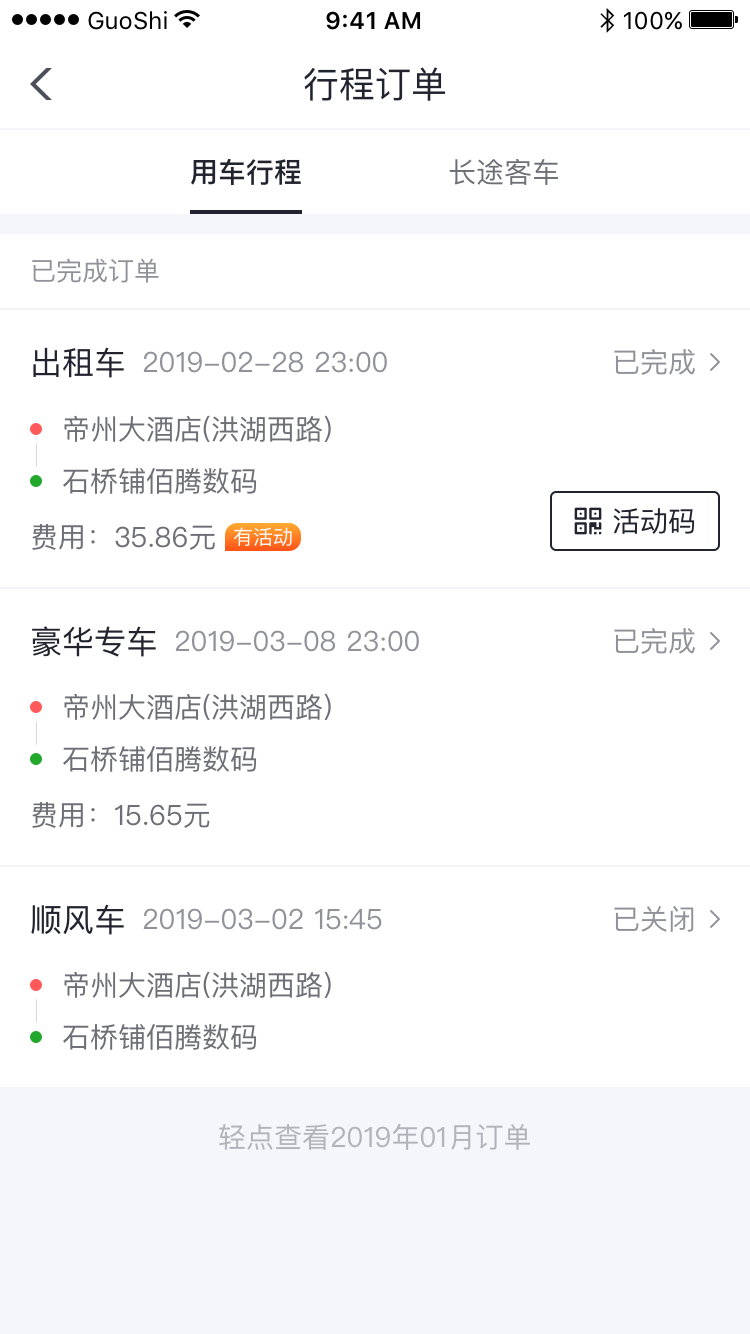 GuoShi 9:41 AM 100%
行程订单
用车行程 长途客车
已完成订单
出租车 2019-02-28 23:00 已完成
帝州大酒店(洪湖西路)
石桥铺佰腾数码
费用：35.86元 有活动 活动码
豪华专车 2019-03-08 23:00 已完成
帝州大酒店(洪湖西路)
石桥铺佰腾数码
费用：15.65元
顺风车 2019-03-02 15:45 已关闭
帝州大酒店(洪湖西路)
石桥铺佰腾数码
轻点查看2019年01月订单